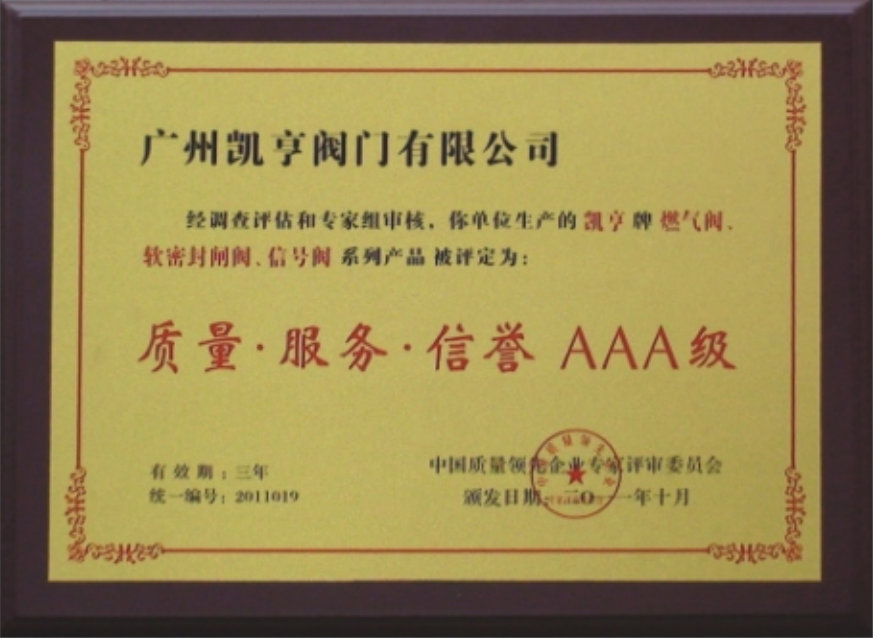 广州凯亨阀门有限公司
经调查评估和专家组审核，你单位生产的 凯亨 牌 燃气阀、
软密封闸阀、信号阀 系列产品 被评定为：
质量·服务·信誉 AAA级
有 效 期：三年
统一编号：2011019
中国质量领先企业专家评审委员会
颁发日期：二〇一一年十月